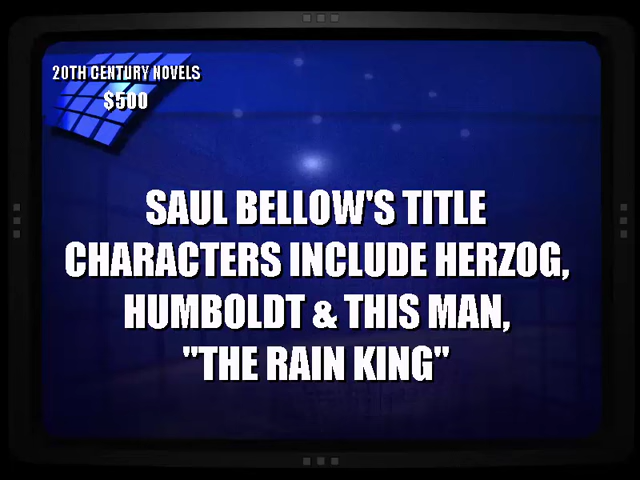 20TH CENTURY NOVELS
$500
SAUL BELLOW'S TITLE
CHARACTERS INCLUDE HERZOG,
HUMBOLDT & THIS MAN,
"THE RAIN KING"